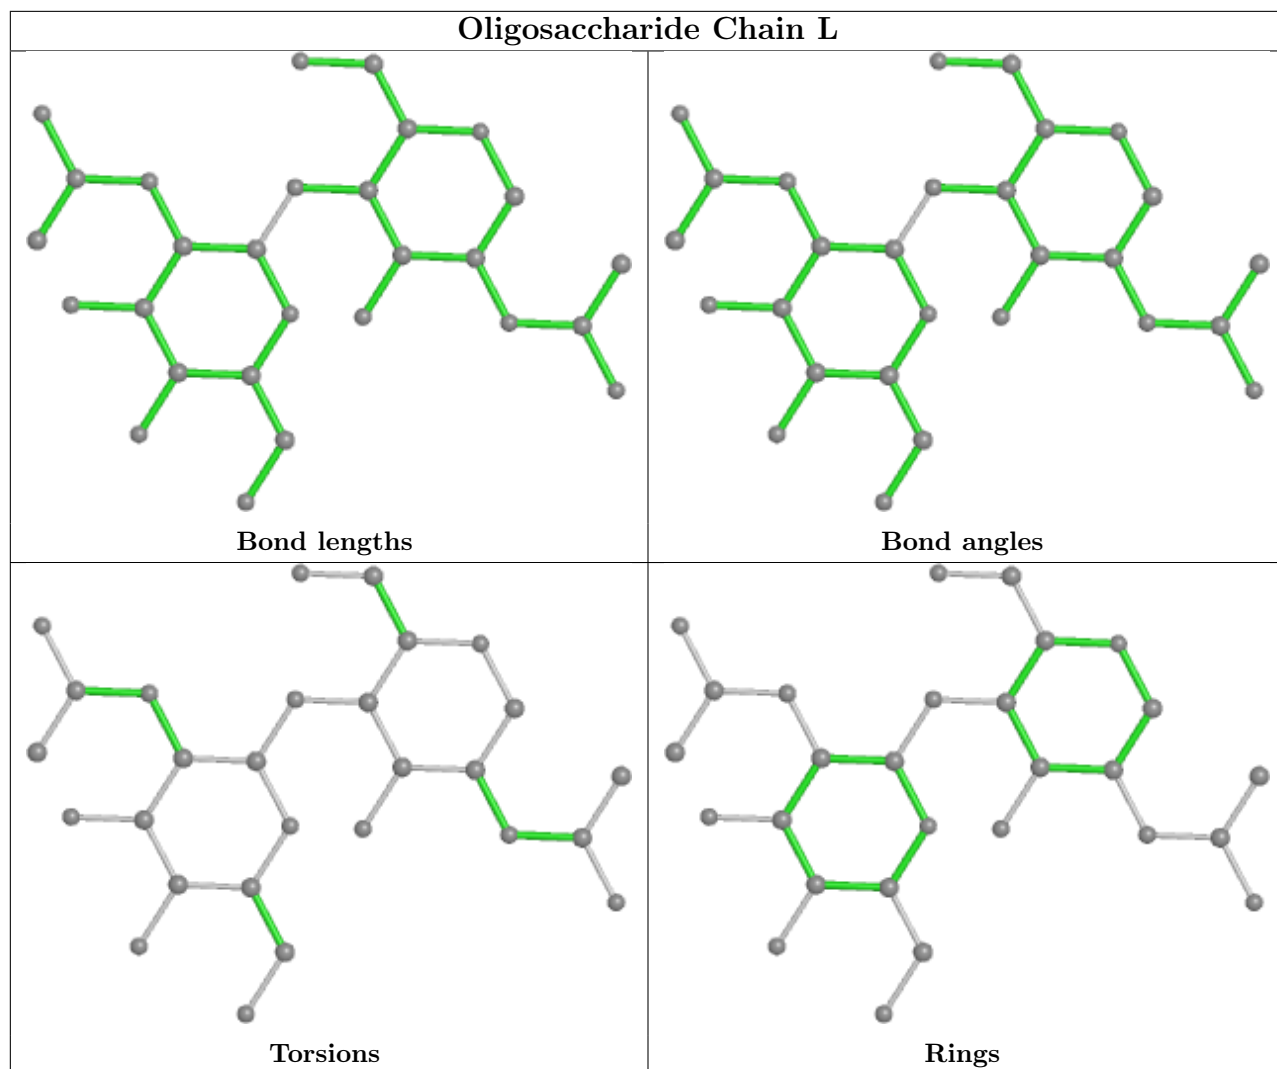 Oligosaccharide Chain L
Bond lengths
Bond angles
Torsions
Rings